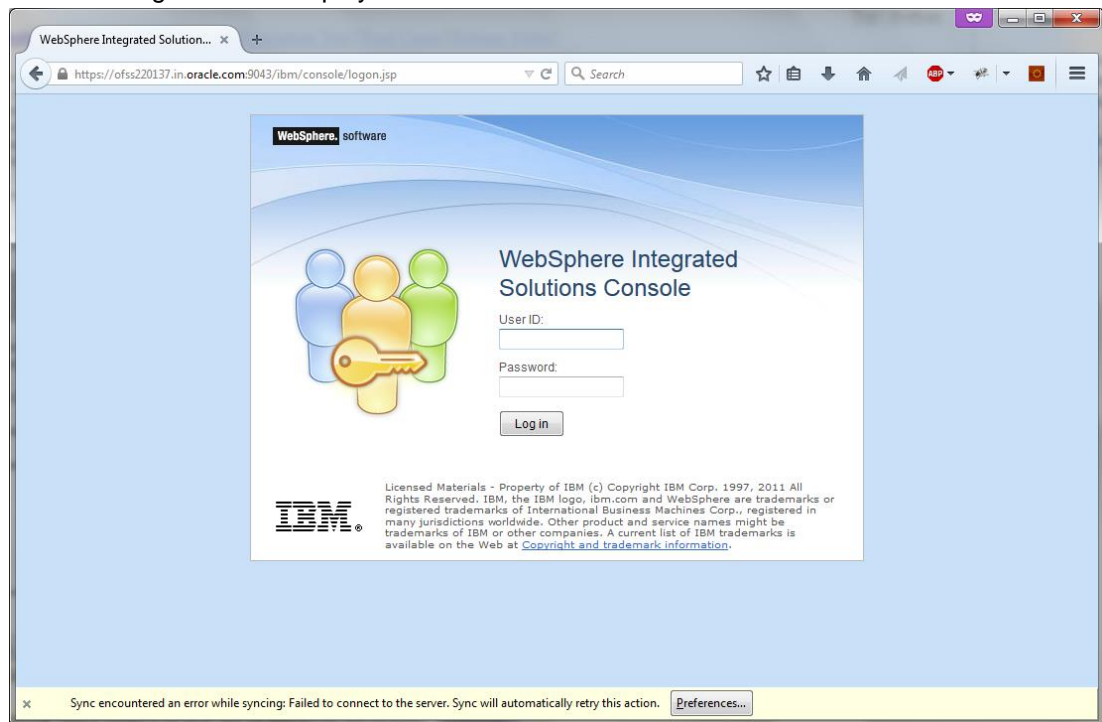 WebSphere Integrated Solution... × +
https://ofss220137.in.oracle.com:9043/ibm/console/logon.jsp Search ABP
WebSphere. software
WebSphere Integrated
Solutions Console
User ID:
Password:
Log in
Licensed Materials - Property of IBM (c) Copyright IBM Corp. 1997, 2011 All
Rights Reserved. IBM, the IBM logo, ibm.com and WebSphere are trademarks or
registered trademarks of International Business Machines Corp., registered in
many jurisdictions worldwide. Other product and service names might be
trademarks of IBM or other companies. A current list of IBM trademarks is
available on the Web at Copyright and trademark information.
IBM®
× Sync encountered an error while syncing: Failed to connect to the server. Sync will automatically retry this action. Preferences...